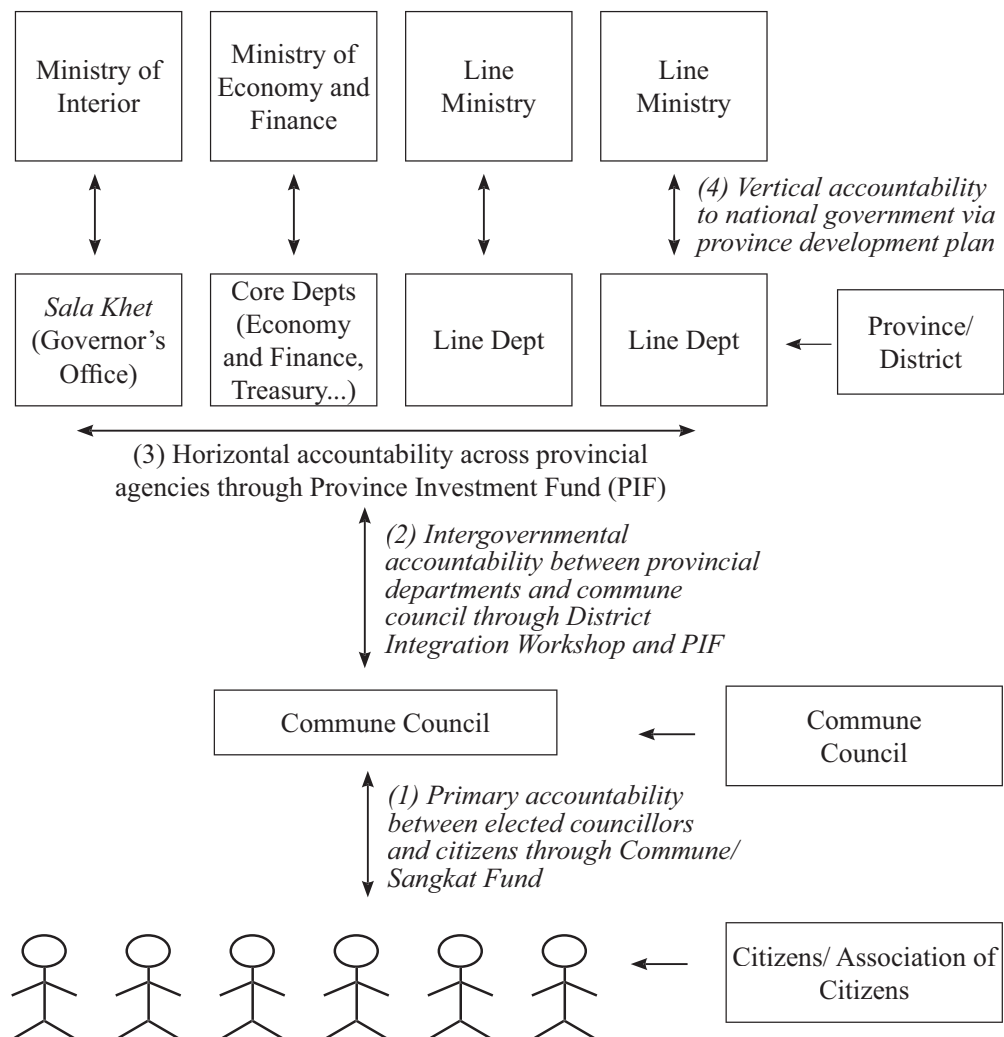 Ministry of
Interior
Ministry of
Economy and
Finance
Line
Ministry
Line
Ministry
(4) Vertical accountability
to national government via
province development plan
Sala Khet
(Governor’s
Office)
Core Depts
(Economy
and Finance,
Treasury...)
Line Dept
Line Dept
Province/
District
(3) Horizontal accountability across provincial
agencies through Province Investment Fund (PIF)
(2) Intergovernmental
accountability between provincial
departments and commune
council through District
Integration Workshop and PIF
Commune Council
Commune
Council
(1) Primary accountability
between elected councillors
and citizens through Commune/
Sangkat Fund
Citizens/ Association of
Citizens